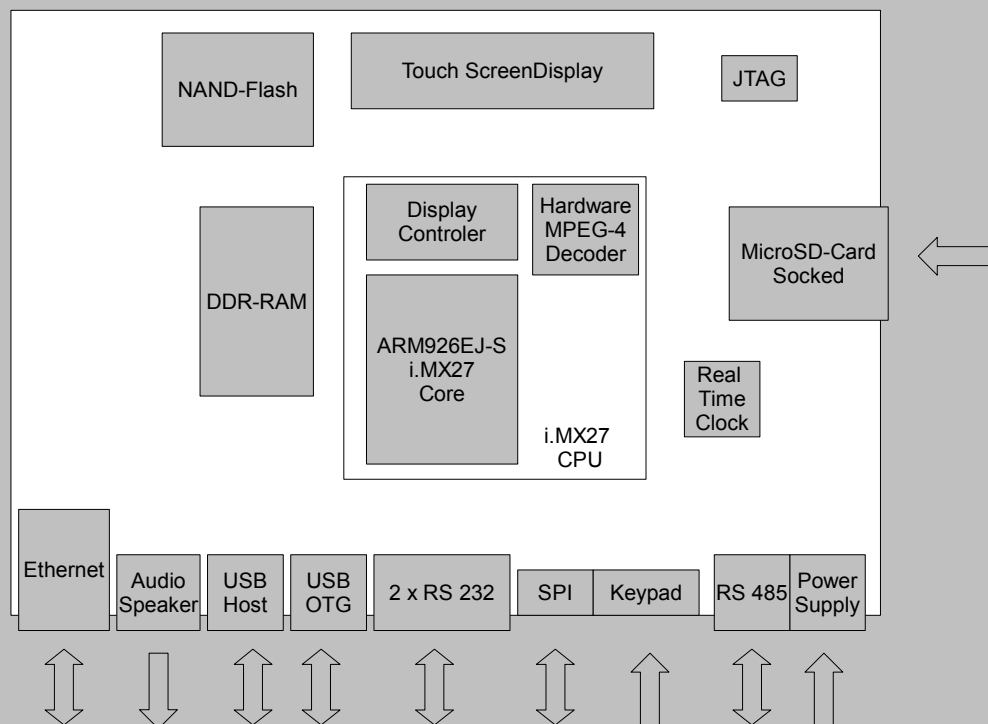 NAND-Flash
Touch ScreenDisplay
JTAG
Display
Controler
Hardware
MPEG-4
Decoder
MicroSD-Card
Socked
DDR-RAM
ARM926EJ-S
i.MX27
Core
Real
Time
Clock
i.MX27
CPU
Ethernet
Audio
Speaker
USB
Host
USB
OTG
2 x RS 232
SPI
Keypad
RS 485
Power
Supply